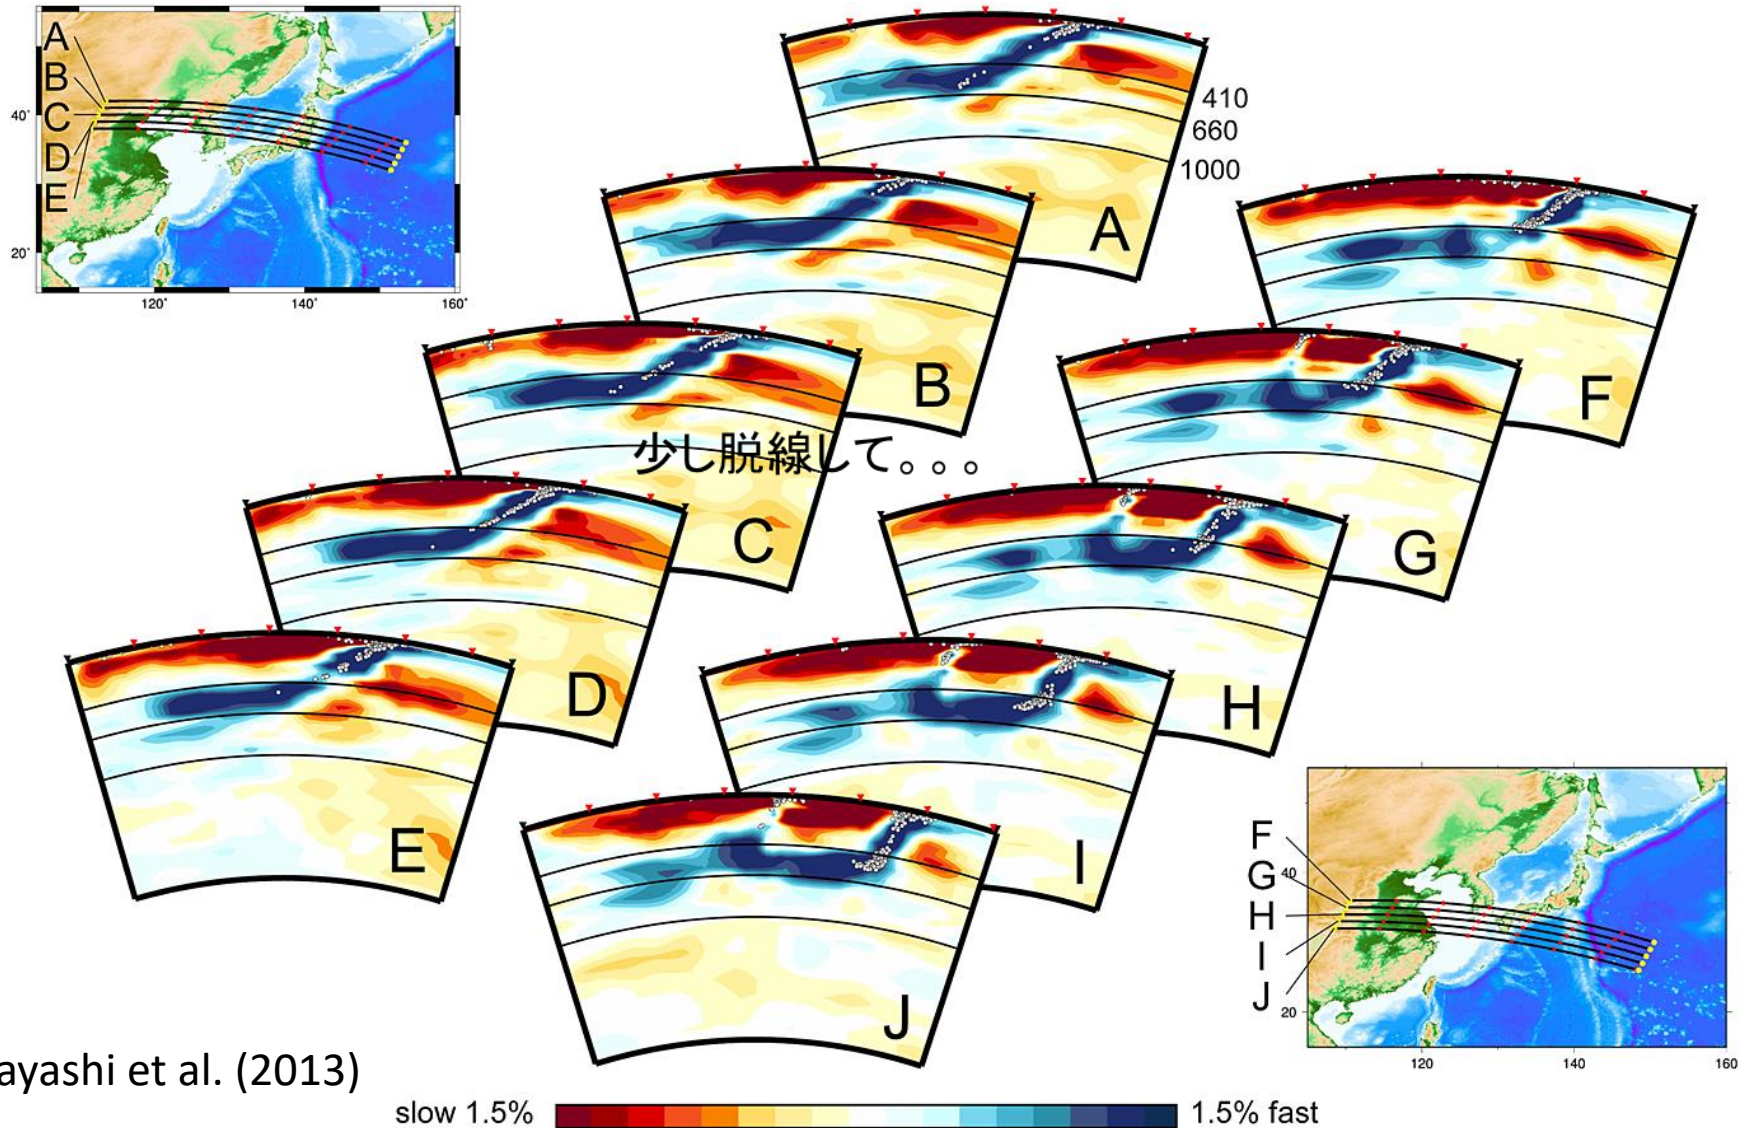 A
B
C
D
E
40°
20°
120°
140°
160°
410
660
1000
A
B
C
D
E
F
G
H
I
J
少し脱線して。。。
F
G
H
I
J
40
20
120
140
160
ayashi et al. (2013)
slow 1.5%
1.5% fast